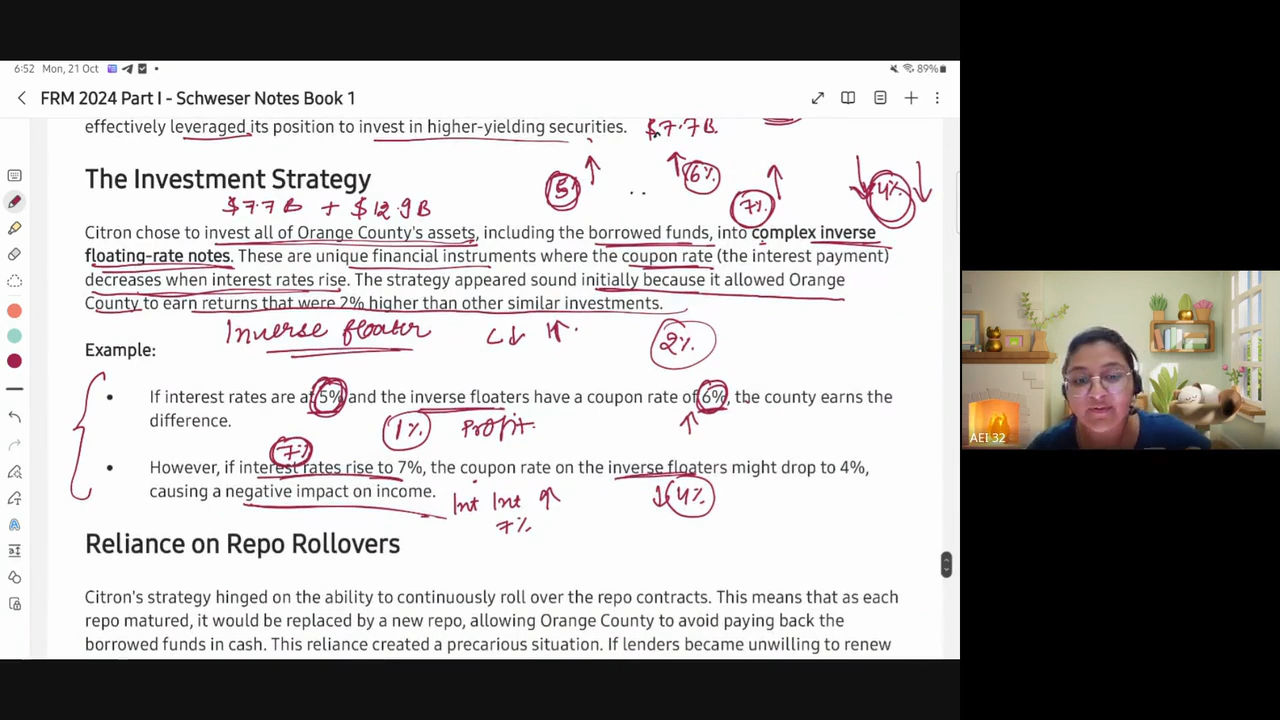 6:52 Mon, 21 Oct
89%
FRM 2024 Part I - Schweser Notes Book 1
effectively leveraged its position to invest in higher-yielding securities. $7.7B.
The Investment Strategy
5 6% 7% 4%
$7.7B + $12.9B
Citron chose to invest all of Orange County's assets, including the borrowed funds, into complex inverse
floating-rate notes. These are unique financial instruments where the coupon rate (the interest payment)
decreases when interest rates rise. The strategy appeared sound initially because it allowed Orange
County to earn returns that were 2% higher than other similar investments.
Inverse floater C↓ 2%
Example:
• If interest rates are at 5% and the inverse floaters have a coupon rate of 6%, the county earns the
difference.
1% Profit.
7%
• However, if interest rates rise to 7%, the coupon rate on the inverse floaters might drop to 4%,
causing a negative impact on income.
Int Int ↑ ↓4%
7%
Reliance on Repo Rollovers
Citron's strategy hinged on the ability to continuously roll over the repo contracts. This means that as each
repo matured, it would be replaced by a new repo, allowing Orange County to avoid paying back the
borrowed funds in cash. This reliance created a precarious situation. If lenders became unwilling to renew
AEI 32